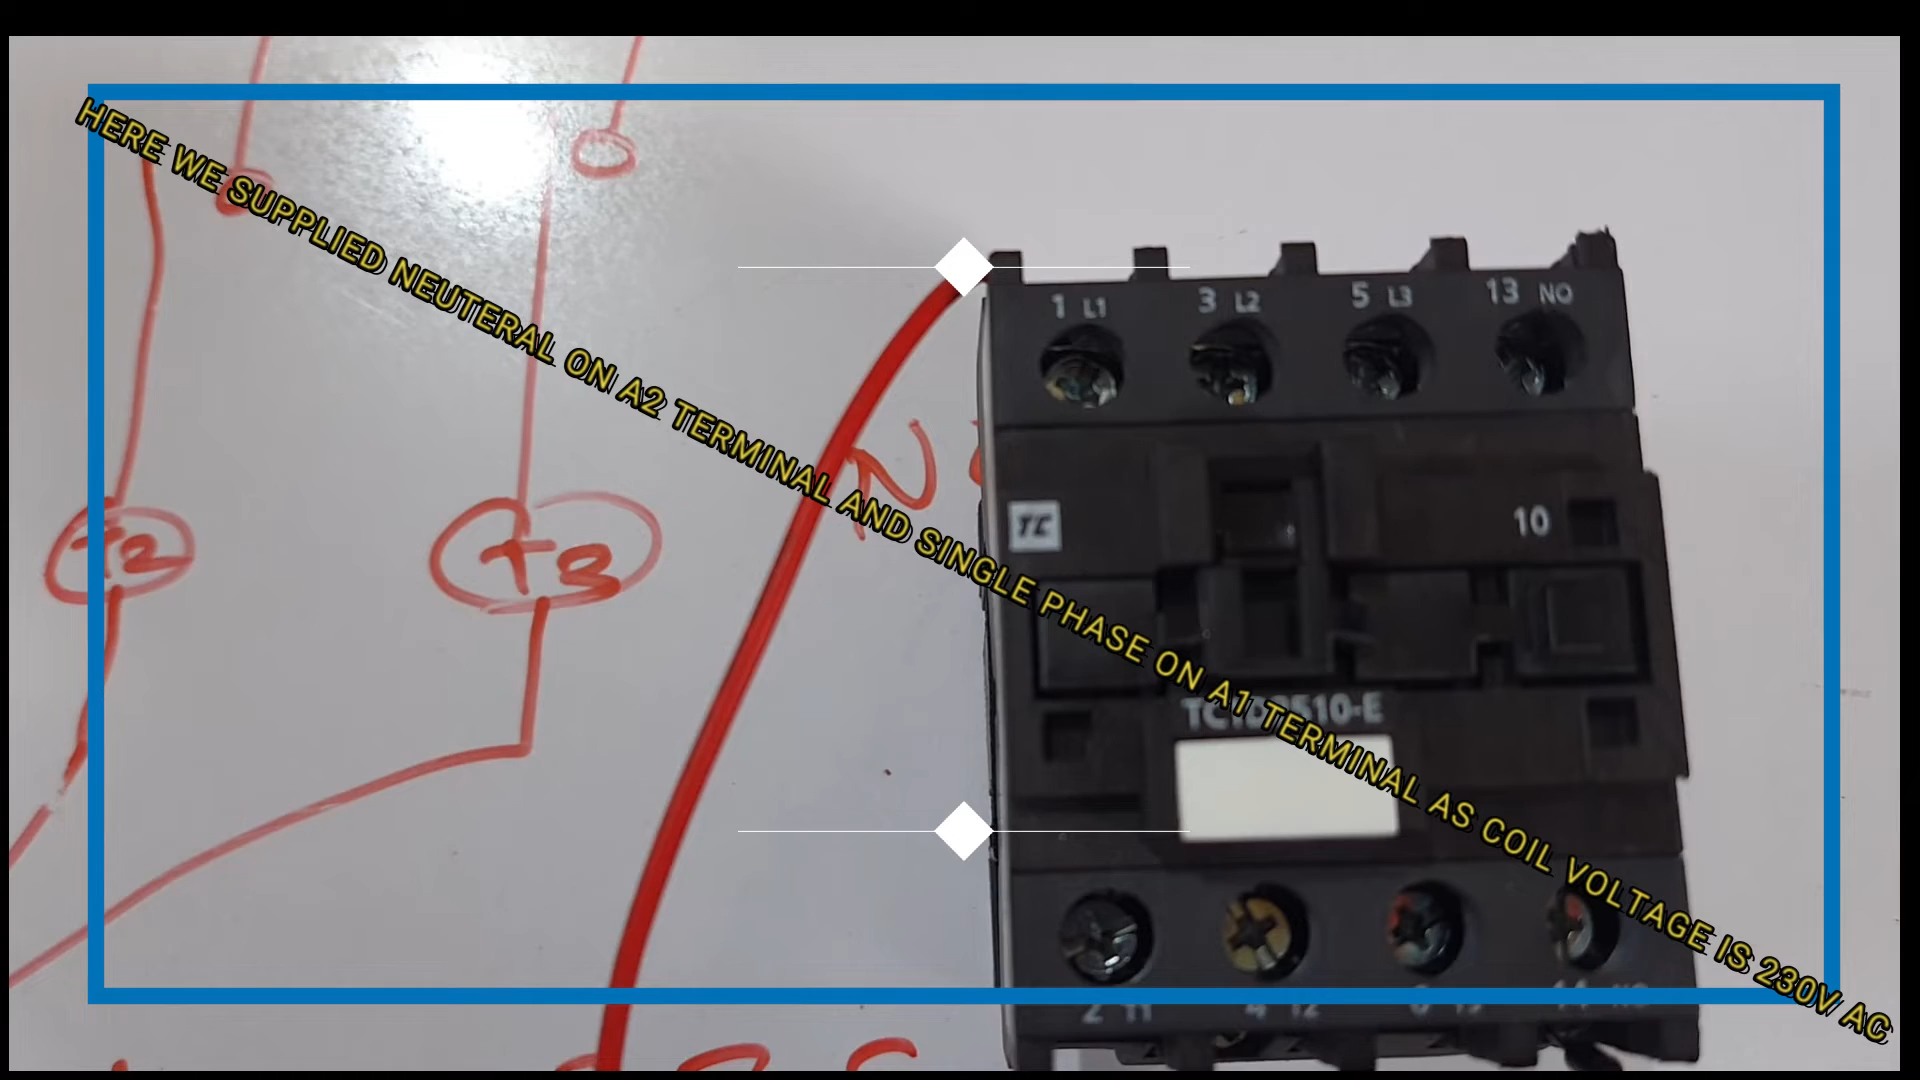 HERE WE SUPPLIED NEUTERAL ON A2 TERMINAL AND SINGLE PHASE ON A1 TERMINAL AS COIL VOLTAGE IS 230V AC
1 L1 3 L2 5 L3 13 NO
N
TC
10
T2
T3